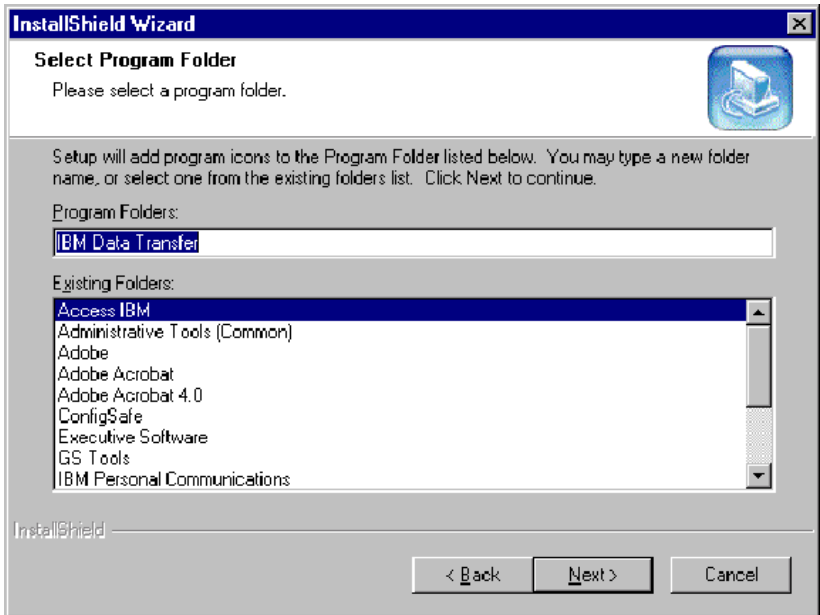 InstallShield Wizard
Select Program Folder
Please select a program folder.
Setup will add program icons to the Program Folder listed below. You may type a new folder
name, or select one from the existing folders list. Click Next to continue.
Program Folders:
IBM Data Transfer
Existing Folders:
Access IBM
Administrative Tools (Common)
Adobe
Adobe Acrobat
Adobe Acrobat 4.0
ConfigSafe
Executive Software
GS Tools
IBM Personal Communications
InstallShield
< Back
Next >
Cancel